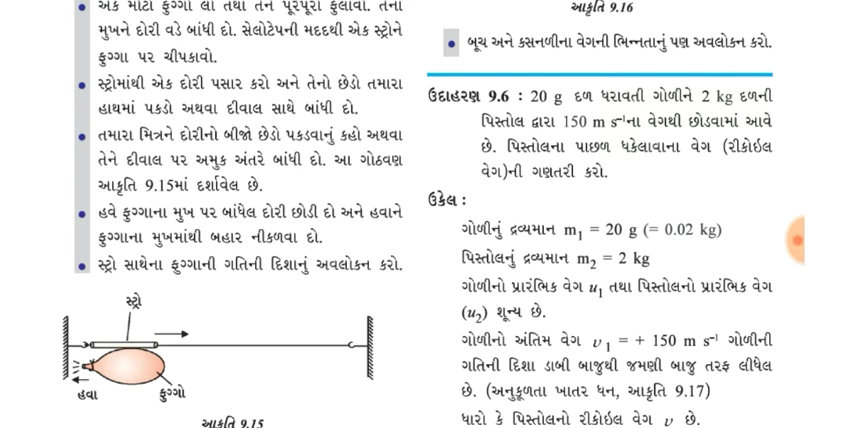 એક મોટો ફુગ્ગો લો તથા તેને પૂરેપૂરો ફુલાવો. તેના
મુખને દોરી વડે બાંધી દો. સેલોટેપની મદદથી એક સ્ટ્રોને
ફુગ્ગા પર ચીપકાવો.
• સ્ટ્રોમાંથી એક દોરી પસાર કરો અને તેનો છેડો તમારા
હાથમાં પકડો અથવા દીવાલ સાથે બાંધી દો.
• તમારા મિત્રને દોરીનો બીજો છેડો પકડવાનું કહો અથવા
તેને દીવાલ પર અમુક અંતરે બાંધી દો. આ ગોઠવણ
આકૃતિ 9.15માં દર્શાવેલ છે.
• હવે ફુગ્ગાના મુખ પર બાંધેલ દોરી છોડી દો અને હવાને
ફુગ્ગાના મુખમાંથી બહાર નીકળવા દો.
• સ્ટ્રો સાથેના ફુગ્ગાની ગતિની દિશાનું અવલોકન કરો.
સ્ટ્રો
હવા
ફુગ્ગો
આકૃતિ 9.15
આકૃતિ 9.16
• બૂચ અને કસનળીના વેગની ભિન્નતાનું પણ અવલોકન કરો.
ઉદાહરણ 9.6 : 20 g દળ ધરાવતી ગોળીને 2 kg દળની
પિસ્તોલ દ્વારા 150 m s⁻¹ના વેગથી છોડવામાં આવે
છે. પિસ્તોલના પાછળ ધકેલાવાના વેગ (રીકોઇલ
વેગ)ની ગણતરી કરો.
ઉકેલ :
ગોળીનું દ્રવ્યમાન m₁ = 20 g (= 0.02 kg)
પિસ્તોલનું દ્રવ્યમાન m₂ = 2 kg
ગોળીનો પ્રારંભિક વેગ u₁ તથા પિસ્તોલનો પ્રારંભિક વેગ
(u₂) શૂન્ય છે.
ગોળીનો અંતિમ વેગ v₁ = + 150 m s⁻¹ ગોળીની
ગતિની દિશા ડાબી બાજુથી જમણી બાજુ તરફ લીધેલ
છે. (અનુકૂળતા ખાતર ધન, આકૃતિ 9.17)
ધારો કે પિસ્તોલનો રીકોઇલ વેગ v છે.